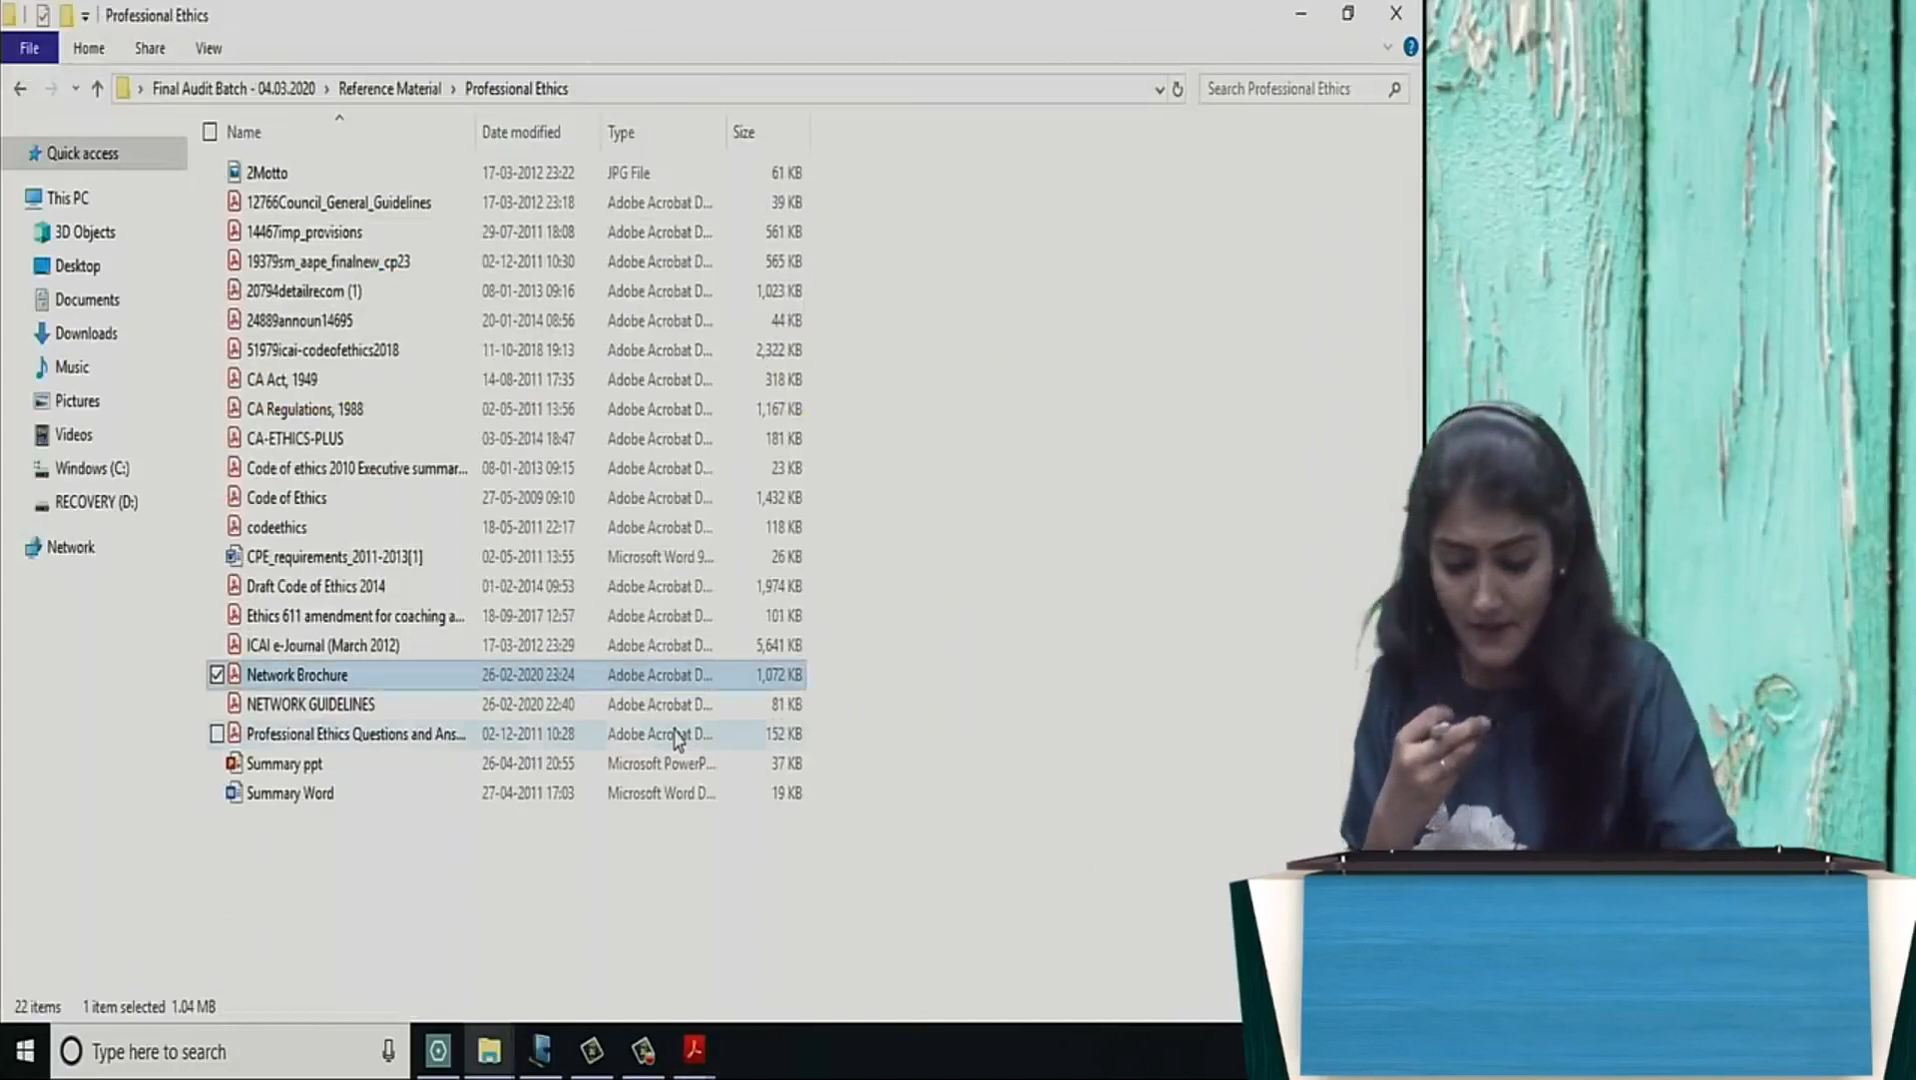 Professional Ethics
File Home Share View
Final Audit Batch - 04.03.2020 › Reference Material › Professional Ethics
Search Professional Ethics
Name Date modified Type Size
Quick access
This PC
3D Objects
Desktop
Documents
Downloads
Music
Pictures
Videos
Windows (C:)
RECOVERY (D:)
Network
2Motto 17-03-2012 23:22 JPG File 61 KB
12766Council_General_Guidelines 17-03-2012 23:18 Adobe Acrobat D... 39 KB
14467imp_provisions 29-07-2011 18:08 Adobe Acrobat D... 561 KB
19379sm_aape_finalnew_cp23 02-12-2011 10:30 Adobe Acrobat D... 565 KB
20794detailrecom (1) 08-01-2013 09:16 Adobe Acrobat D... 1,023 KB
24889announ14695 20-01-2014 08:56 Adobe Acrobat D... 44 KB
51979icai-codeofethics2018 11-10-2018 19:13 Adobe Acrobat D... 2,322 KB
CA Act, 1949 14-08-2011 17:35 Adobe Acrobat D... 318 KB
CA Regulations, 1988 02-05-2011 13:56 Adobe Acrobat D... 1,167 KB
CA-ETHICS-PLUS 03-05-2014 18:47 Adobe Acrobat D... 181 KB
Code of ethics 2010 Executive summar... 08-01-2013 09:15 Adobe Acrobat D... 23 KB
Code of Ethics 27-05-2009 09:10 Adobe Acrobat D... 1,432 KB
codeethics 18-05-2011 22:17 Adobe Acrobat D... 118 KB
CPE_requirements_2011-2013[1] 02-05-2011 13:55 Microsoft Word 9... 26 KB
Draft Code of Ethics 2014 01-02-2014 09:53 Adobe Acrobat D... 1,974 KB
Ethics 611 amendment for coaching a... 18-09-2017 12:57 Adobe Acrobat D... 101 KB
ICAI e-Journal (March 2012) 17-03-2012 23:29 Adobe Acrobat D... 5,641 KB
Network Brochure 26-02-2020 23:24 Adobe Acrobat D... 1,072 KB
NETWORK GUIDELINES 26-02-2020 22:40 Adobe Acrobat D... 81 KB
Professional Ethics Questions and Ans... 02-12-2011 10:28 Adobe Acrobat D... 152 KB
Summary ppt 26-04-2011 20:55 Microsoft PowerP... 37 KB
Summary Word 27-04-2011 17:03 Microsoft Word D... 19 KB
22 items 1 item selected 1.04 MB
Type here to search